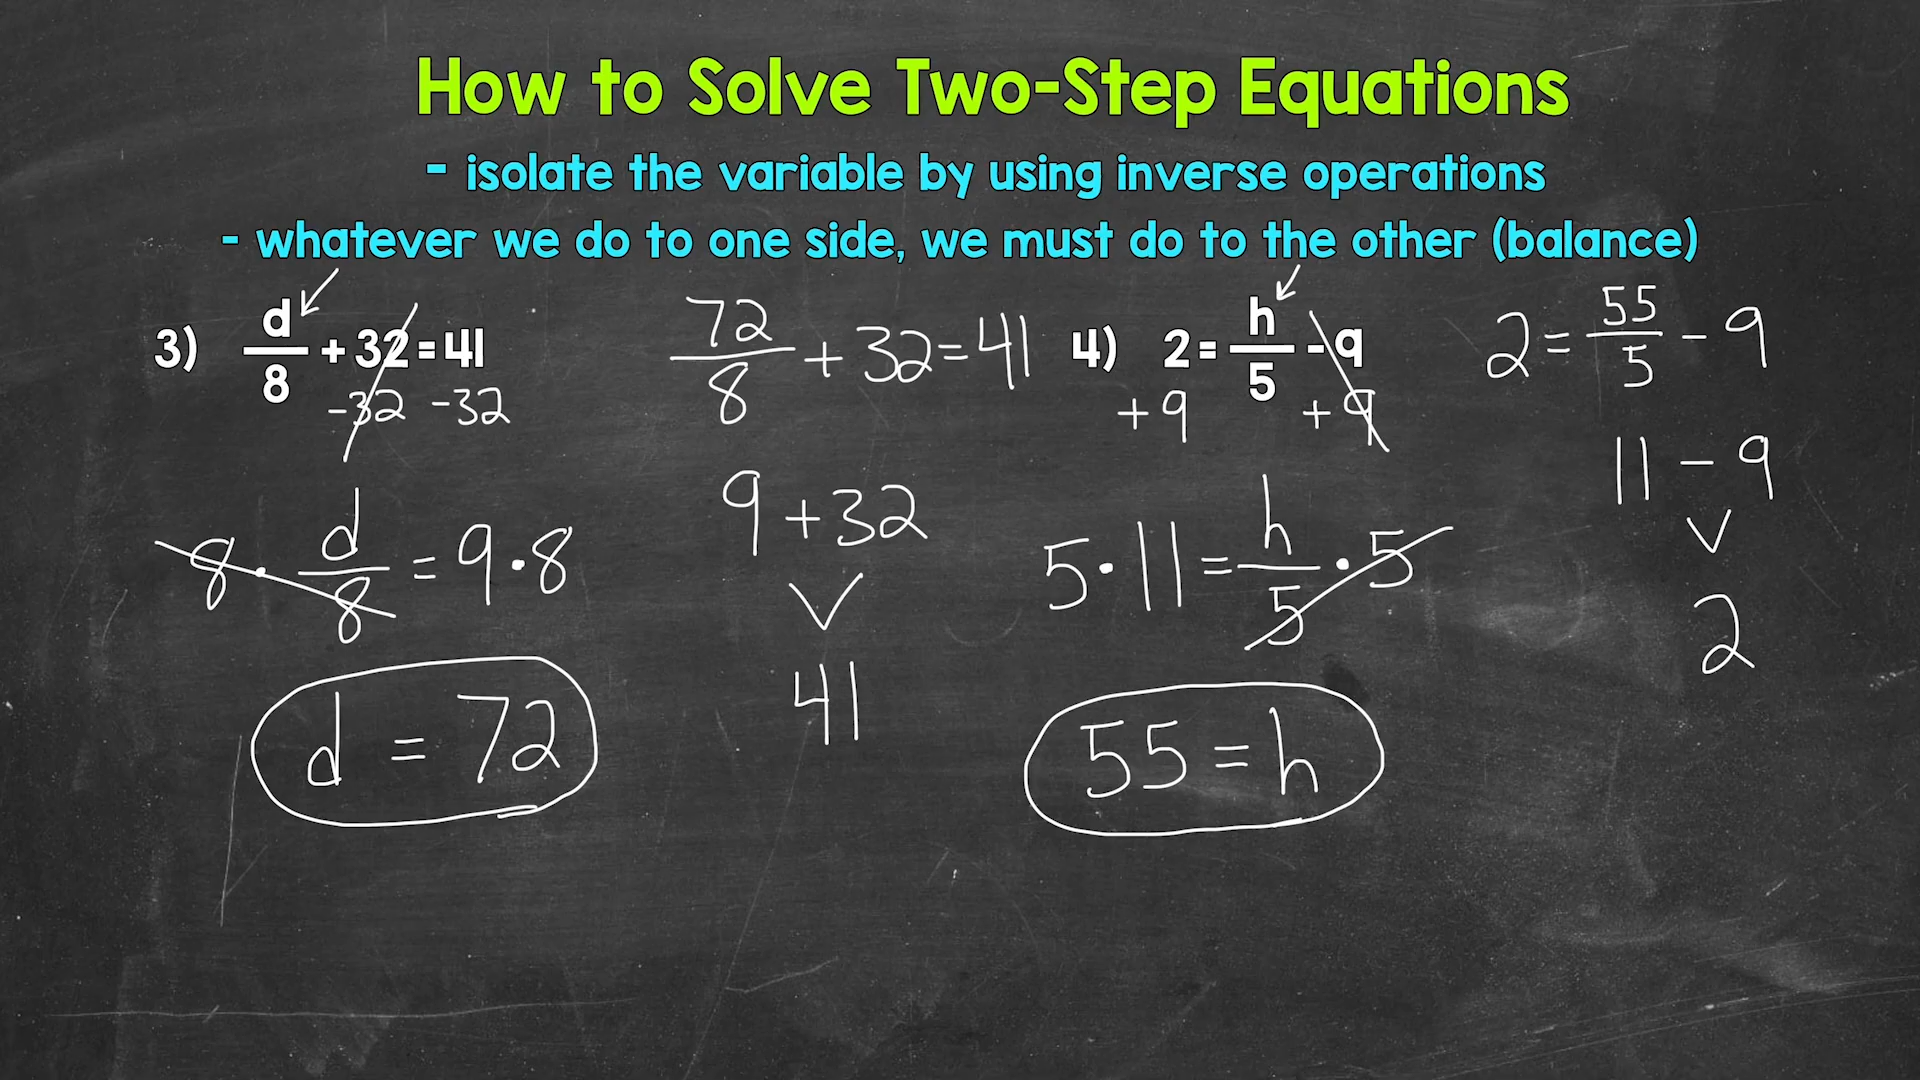 How to Solve Two-Step Equations
- isolate the variable by using inverse operations
- whatever we do to one side, we must do to the other (balance)
3) d/8 + 32 = 41
-32 -32
8 · d/8 = 9 · 8
d = 72
72/8 + 32 = 41
9 + 32
41
4) 2 = h/5 - 9
+ 9 + 9
5 · 11 = h/5 · 5
55 = h
2 = 55/5 - 9
11 - 9
2